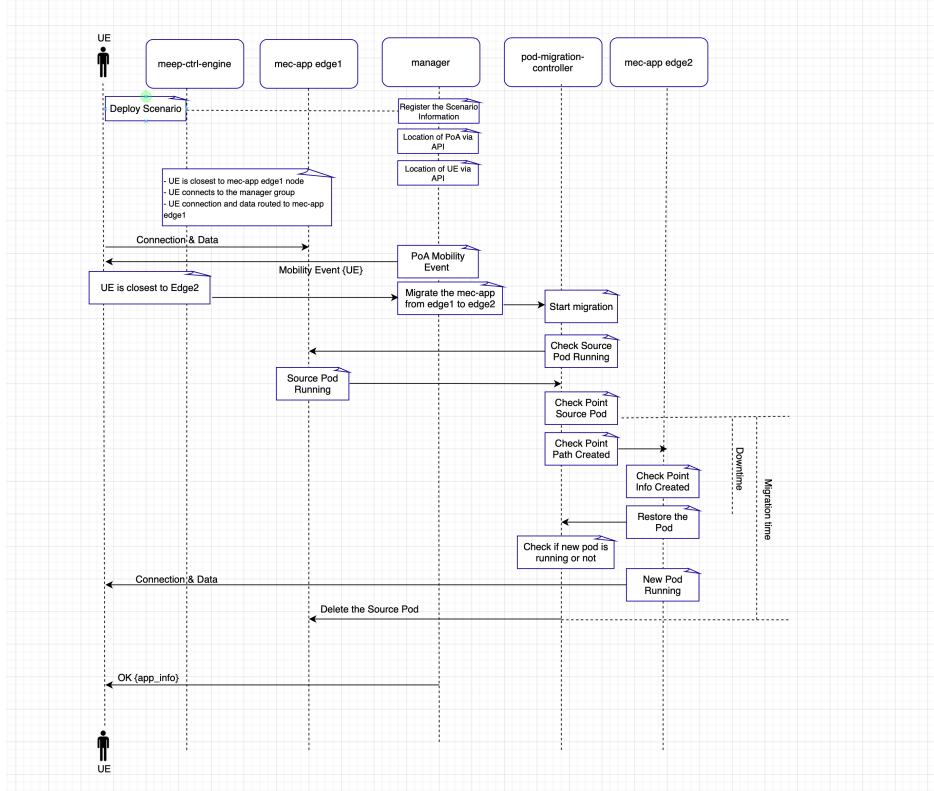 UE
meep-ctrl-engine
mec-app edge1
manager
pod-migration-
controller
mec-app edge2
Deploy Scenario
Register the Scenario
Information
Location of PoA via
API
Location of UE via
API
- UE is closest to mec-app edge1 node
- UE connects to the manager group
- UE connection and data routed to mec-app
edge1
Connection & Data
PoA Mobility
Event
Mobility Event {UE}
UE is closest to Edge2
Migrate the mec-app
from edge1 to edge2
Start migration
Check Source
Pod Running
Source Pod
Running
Check Point
Source Pod
Check Point
Path Created
Downtime
Migration time
Check Point
Info Created
Restore the
Pod
Check if new pod is
running or not
New Pod
Running
Connection & Data
Delete the Source Pod
OK {app_info}
UE